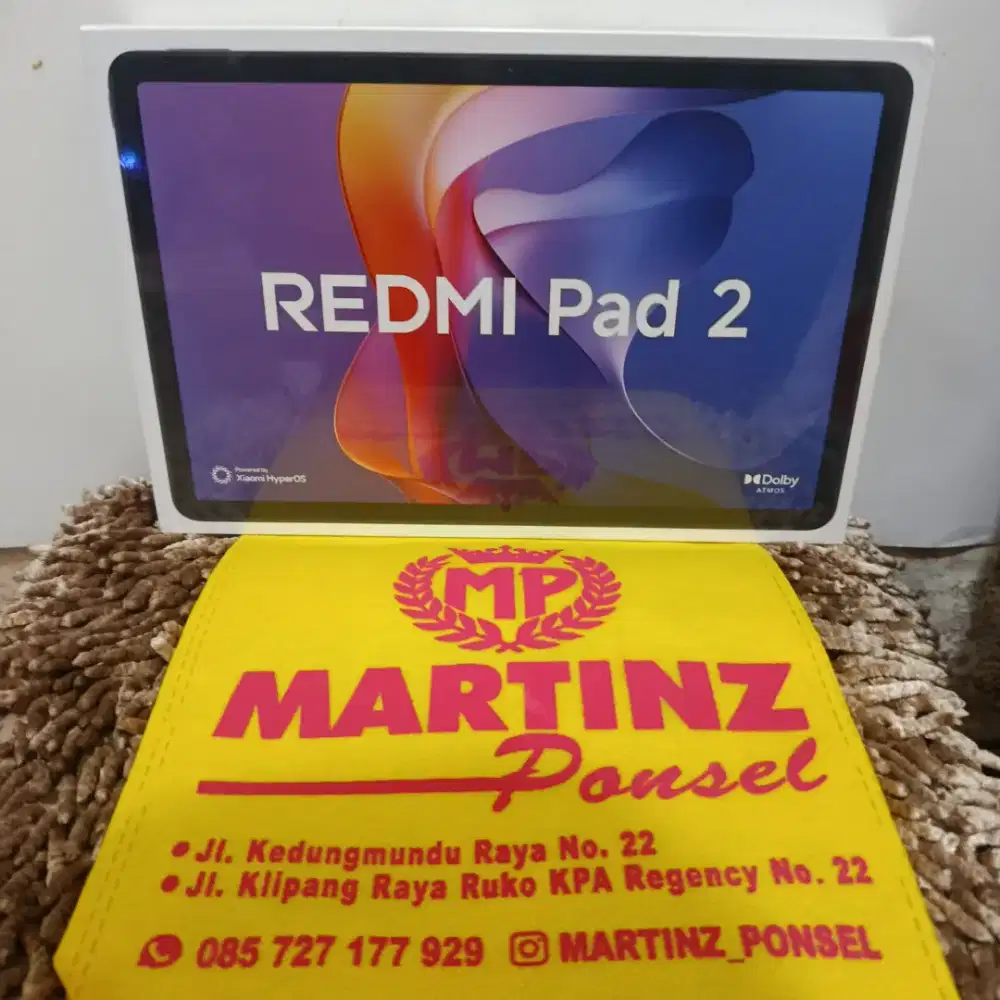 REDMI Pad 2
Powered by
Xiaomi HyperOS
Dolby
ATMOS
MP
MARTINZ
Ponsel
• Jl. Kedungmundu Raya No. 22
• Jl. Klipang Raya Ruko KPA Regency No. 22
085 727 177 929 MARTINZ_PONSEL